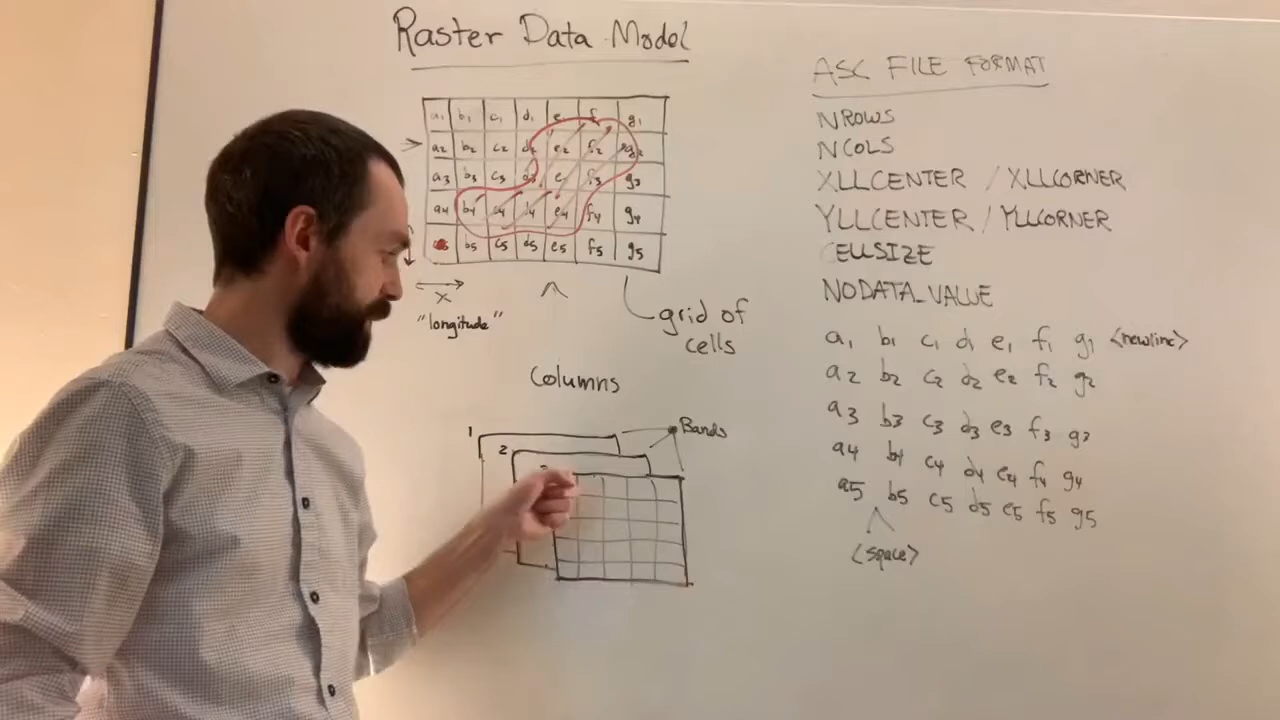 Raster Data Model
a1 b1 c1 d1 e f g1
a2 b2 c2 d2 e2 f2 g2
a3 b3 c3 d3 e f3 g3
a4 b4 c4 d4 e4 f4 g4
b5 c5 d5 e5 f5 g5
X
"longitude"
grid of
cells
Columns
1
2
Bands
ASC FILE FORMAT
NROWS
NCOLS
XLLCENTER / XLLCORNER
YLLCENTER / YLLCORNER
CELLSIZE
NODATA_VALUE
a1 b1 c1 d1 e1 f1 g1 <newline>
a2 b2 c2 d2 e2 f2 g2
a3 b3 c3 d3 e3 f3 g3
a4 b4 c4 d4 e4 f4 g4
a5 b5 c5 d5 e5 f5 g5
<space>